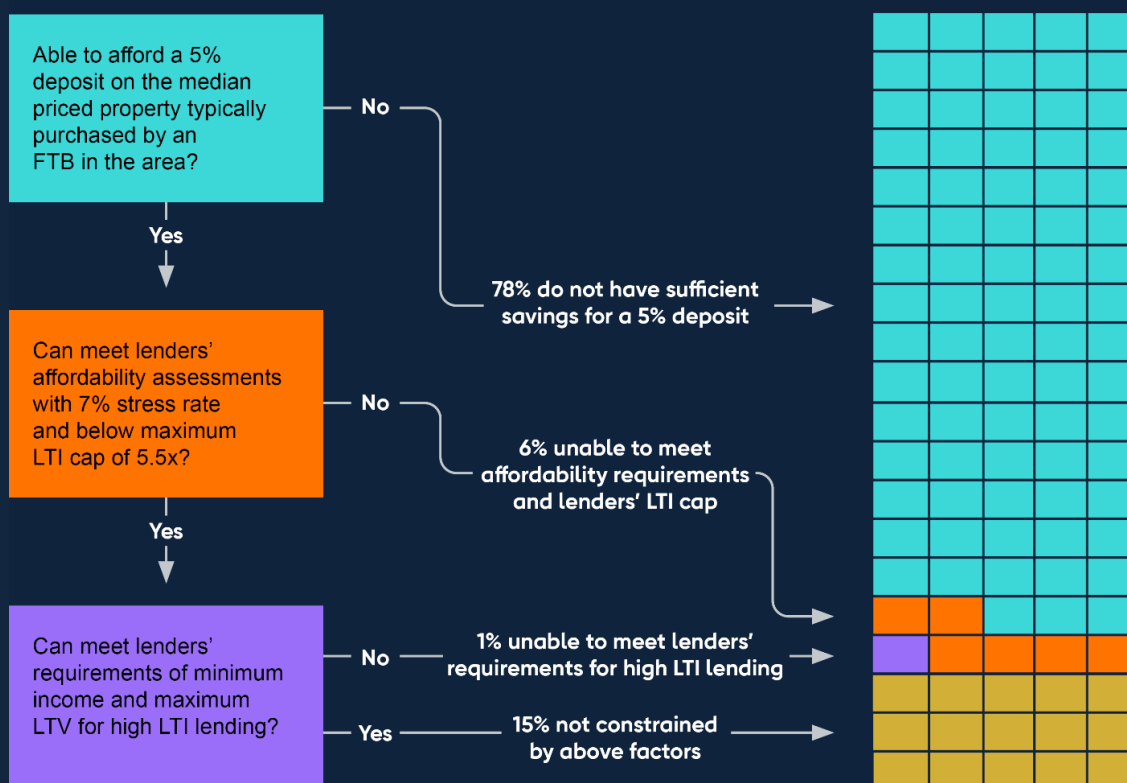 Able to afford a 5%
deposit on the median
priced property typically
purchased by an
FTB in the area?
No
Yes
78% do not have sufficient
savings for a 5% deposit
Can meet lenders’
affordability assessments
with 7% stress rate
and below maximum
LTI cap of 5.5x?
No
6% unable to meet
affordability requirements
and lenders’ LTI cap
Yes
Can meet lenders’
requirements of minimum
income and maximum
LTV for high LTI lending?
No
1% unable to meet lenders’
requirements for high LTI lending
Yes
15% not constrained
by above factors